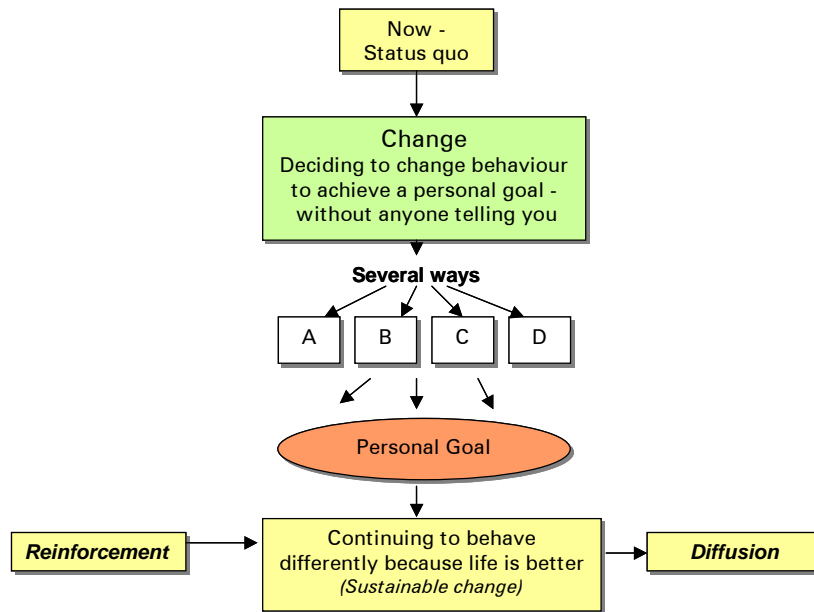 Now -
Status quo
Change
Deciding to change behaviour
to achieve a personal goal -
without anyone telling you
Several ways
A
B
C
D
Personal Goal
Reinforcement
Continuing to behave
differently because life is better
(Sustainable change)
Diffusion